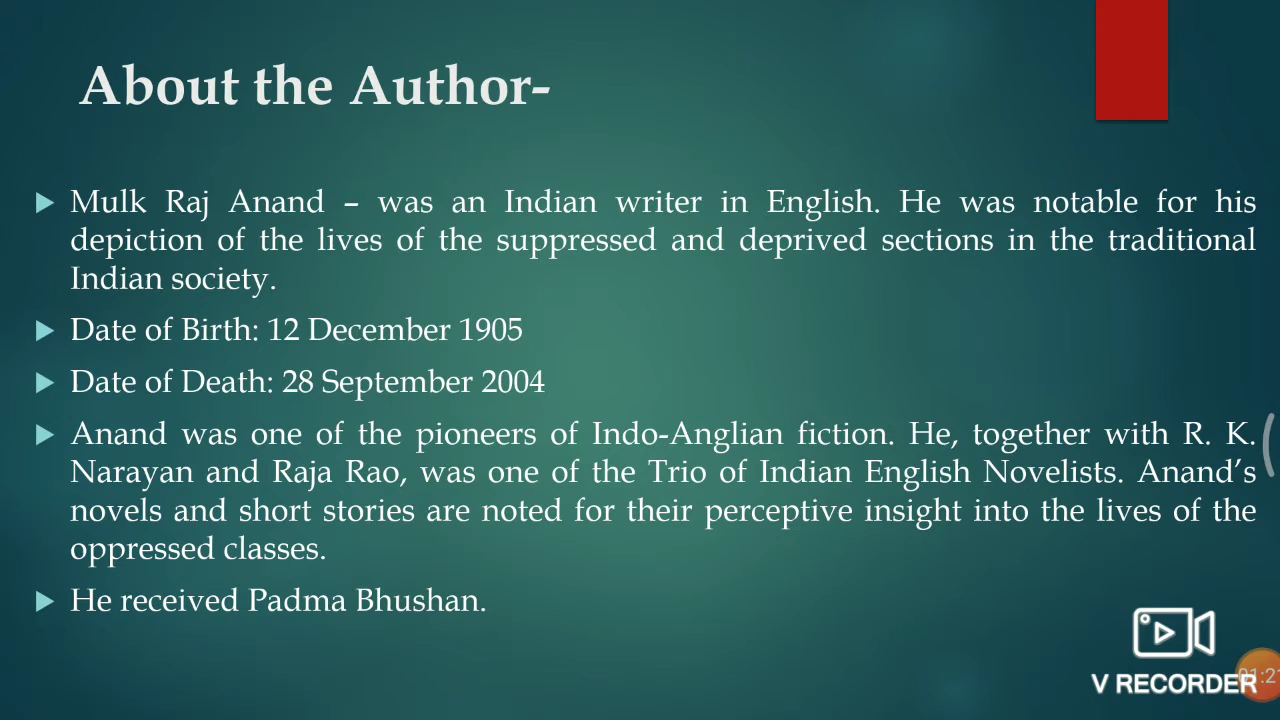 About the Author-
Mulk Raj Anand – was an Indian writer in English. He was notable for his
depiction of the lives of the suppressed and deprived sections in the traditional
Indian society.
Date of Birth: 12 December 1905
Date of Death: 28 September 2004
Anand was one of the pioneers of Indo-Anglian fiction. He, together with R. K.
Narayan and Raja Rao, was one of the Trio of Indian English Novelists. Anand’s
novels and short stories are noted for their perceptive insight into the lives of the
oppressed classes.
He received Padma Bhushan.
V RECORDER